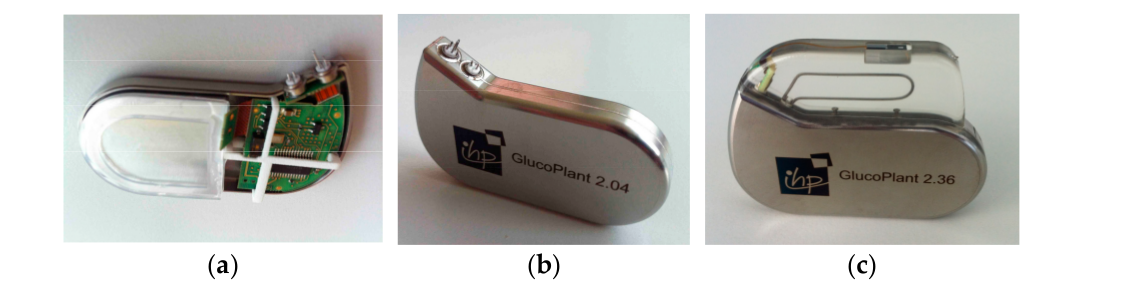 ihp GlucoPlant 2.04
ihp GlucoPlant 2.36
(a) (b) (c)